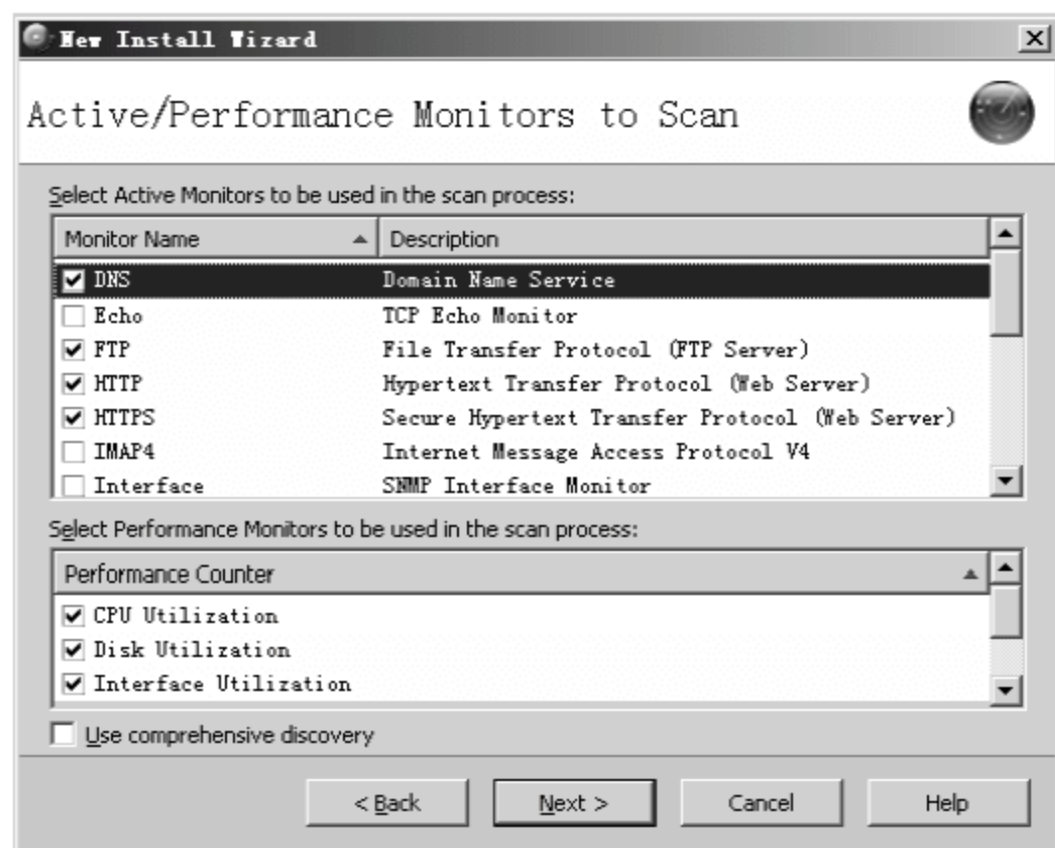 New Install Wizard
Active/Performance Monitors to Scan
Select Active Monitors to be used in the scan process:
Monitor Name Description
DNS Domain Name Service
Echo TCP Echo Monitor
FTP File Transfer Protocol (FTP Server)
HTTP Hypertext Transfer Protocol (Web Server)
HTTPS Secure Hypertext Transfer Protocol (Web Server)
IMAP4 Internet Message Access Protocol V4
Interface SNMP Interface Monitor
Select Performance Monitors to be used in the scan process:
Performance Counter
CPU Utilization
Disk Utilization
Interface Utilization
Use comprehensive discovery
< Back Next > Cancel Help